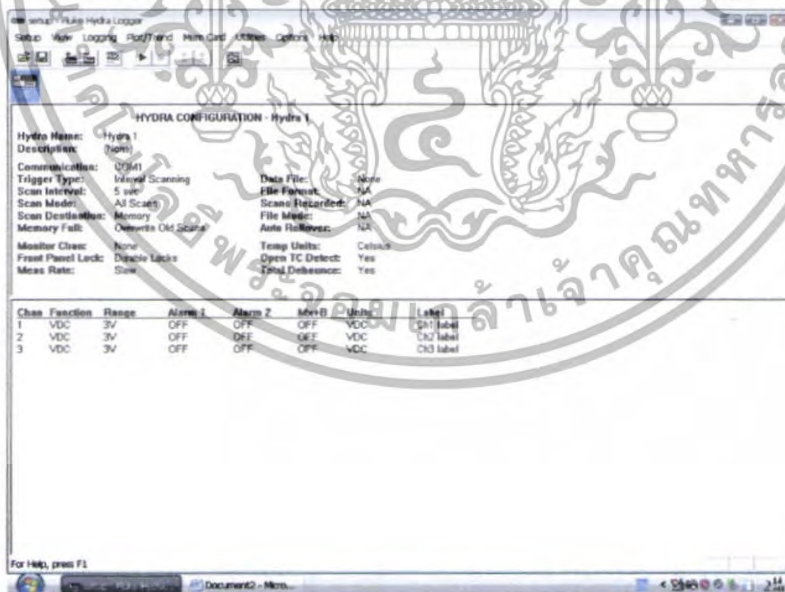 setup - Fluke Hydra Logger
Setup View Logging Plot/Trend Mem Card Utilities Options Help
HYDRA CONFIGURATION - Hydra 1
Hydra Name: Hydra 1
Description: (None)
Communication: COM1
Trigger Type: Interval Scanning Data File: None
Scan Interval: 5 sec File Format: NA
Scan Mode: All Scans Scans Recorded: NA
Scan Destination: Memory File Mode: NA
Memory Full: Overwrite Old Scans Auto Rollover: NA
Monitor Chan: None Temp Units: Celsius
Front Panel Lock: Disable Locks Open TC Detect: Yes
Meas Rate: Slow Total Debounce: Yes
Chan Function Range Alarm 1 Alarm 2 Mx+B Units Label
1 VDC 3V OFF OFF OFF VDC Ch1 label
2 VDC 3V OFF OFF OFF VDC Ch2 label
3 VDC 3V OFF OFF OFF VDC Ch3 label
For Help, press F1
Document2 - Micro...